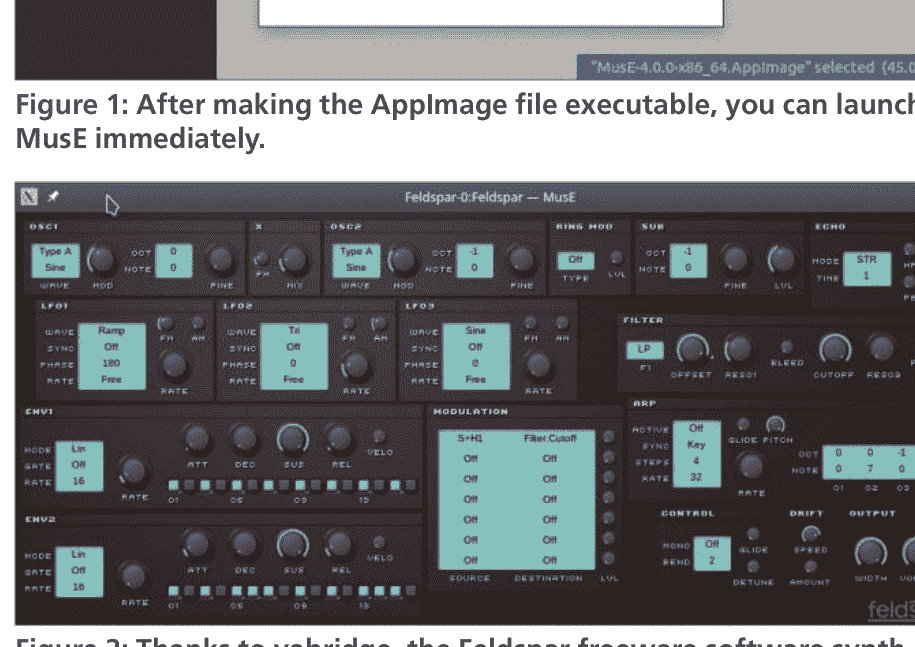 "MusE-4.0.0-x86_64.AppImage" selected (45.0
Figure 1: After making the AppImage file executable, you can launch
MusE immediately.
Feldspar-0:Feldspar — MusE
OSC1 X OSC2 RING MOD SUB ECHO
Type A Sine WAVE MOD OCT 0 NOTE 0 FINE
FM MIX
Type A Sine WAVE MOD OCT -1 NOTE 0 FINE
Off TYPE LVL
OCT -1 NOTE 0 FINE LVL
MODE STR TIME 1
LFO1 LFO2 LFO3
WAVE Ramp FM AM
SYNC Off
PHASE 180
RATE Free RATE
WAVE Tri FM AM
SYNC Off
PHASE 0
RATE Free RATE
WAVE Sine FM AM
SYNC Off
PHASE 0
RATE Free RATE
FILTER
LP F1 OFFSET RESO1 BLEED CUTOFF RESO2
ENV1
MODE Lin
GATE Off
RATE 16 RATE
ATT DEC SUS REL VELO
01 05 09 13
MODULATION
S+H1 Filter.Cutoff
Off Off
Off Off
Off Off
Off Off
Off Off
Off Off
SOURCE DESTINATION LVL
ARP
ACTIVE Off
SYNC Key
STEPS 4
RATE 32
GLIDE PITCH
RATE
OCT 0 0 -1
NOTE 0 7 0
01 02 03
ENV2
MODE Lin
GATE Off
RATE 16 RATE
ATT DEC SUS REL VELO
01 05 09 13
CONTROL DRIFT OUTPUT
MONO Off GLIDE SPEED
BEND 2 DETUNE AMOUNT WIDTH
Figure 2: Thanks to yabridge, the Feldspar freeware software synth